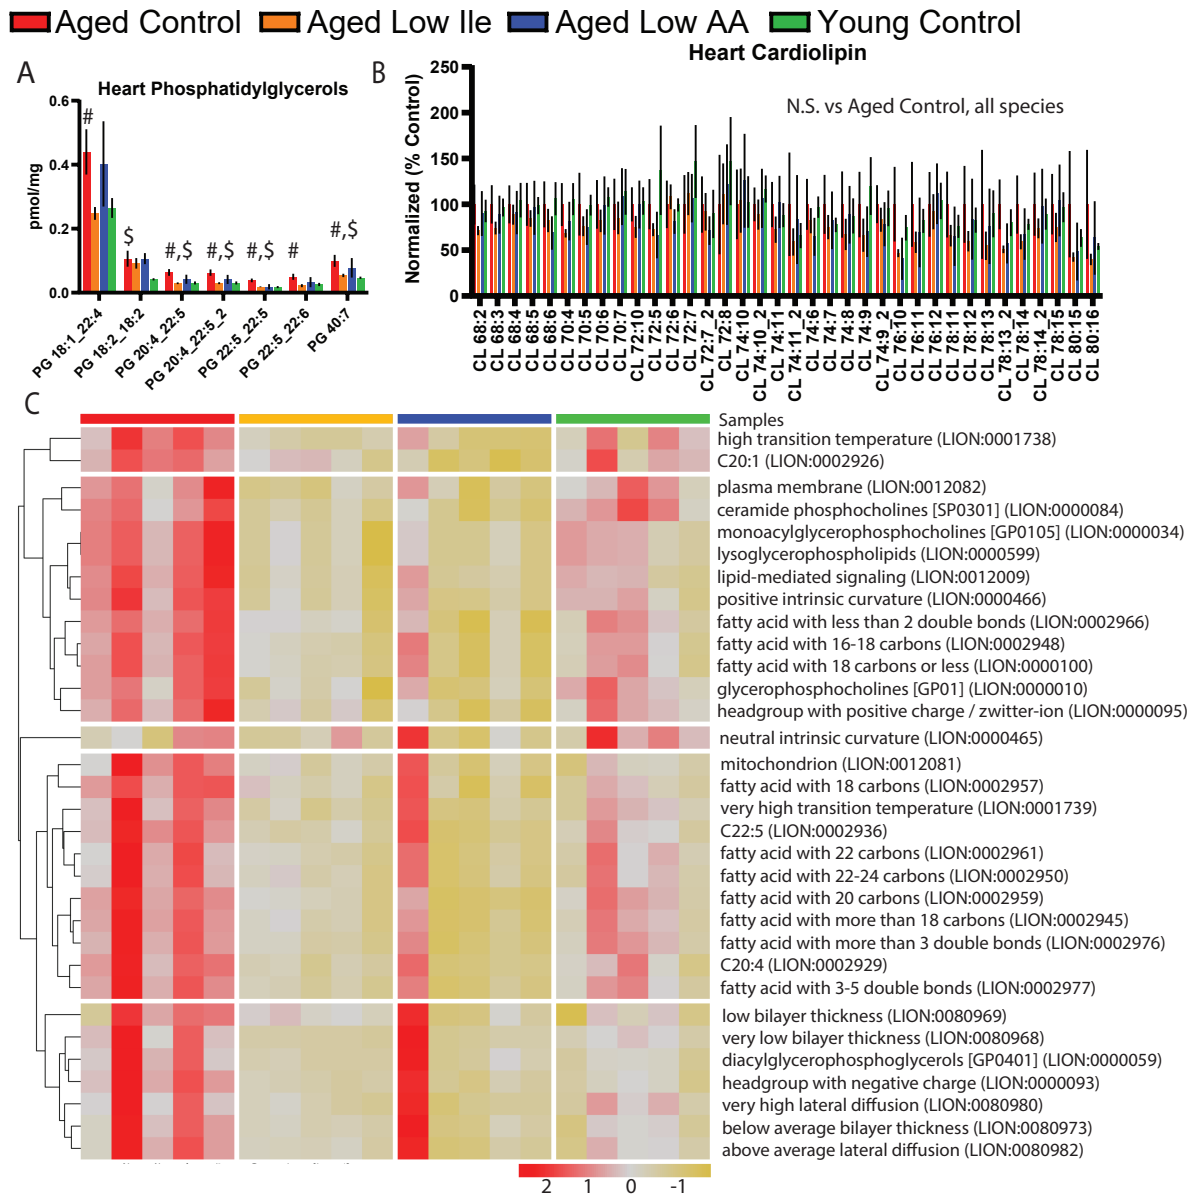 Aged Control Aged Low Ile Aged Low AA Young Control
A
Heart Phosphatidylglycerols
pmol/mg
0.6
0.4
0.2
0.0
#
$
#,$
#,$
#,$
#
#,$
PG 18:1_22:4
PG 18:2_18:2
PG 20:4_22:5
PG 20:4_22:5_2
PG 22:5_22:5
PG 22:5_22:6
PG 40:7
B
Heart Cardiolipin
N.S. vs Aged Control, all species
Normalized (% Control)
250
200
150
100
50
0
CL 68:2
CL 68:3
CL 68:4
CL 68:5
CL 68:6
CL 70:4
CL 70:5
CL 70:6
CL 70:7
CL 72:10
CL 72:5
CL 72:6
CL 72:7
CL 72:7_2
CL 72:8
CL 74:10
CL 74:10_2
CL 74:11
CL 74:11_2
CL 74:6
CL 74:7
CL 74:8
CL 74:9
CL 74:9_2
CL 76:10
CL 76:11
CL 76:12
CL 78:11
CL 78:12
CL 78:13
CL 78:13_2
CL 78:14
CL 78:14_2
CL 78:15
CL 80:15
CL 80:16
C
Samples
high transition temperature (LION:0001738)
C20:1 (LION:0002926)
plasma membrane (LION:0012082)
ceramide phosphocholines [SP0301] (LION:0000084)
monoacylglycerophosphocholines [GP0105] (LION:0000034)
lysoglycerophospholipids (LION:0000599)
lipid-mediated signaling (LION:0012009)
positive intrinsic curvature (LION:0000466)
fatty acid with less than 2 double bonds (LION:0002966)
fatty acid with 16-18 carbons (LION:0002948)
fatty acid with 18 carbons or less (LION:0000100)
glycerophosphocholines [GP01] (LION:0000010)
headgroup with positive charge / zwitter-ion (LION:0000095)
neutral intrinsic curvature (LION:0000465)
mitochondrion (LION:0012081)
fatty acid with 18 carbons (LION:0002957)
very high transition temperature (LION:0001739)
C22:5 (LION:0002936)
fatty acid with 22 carbons (LION:0002961)
fatty acid with 22-24 carbons (LION:0002950)
fatty acid with 20 carbons (LION:0002959)
fatty acid with more than 18 carbons (LION:0002945)
fatty acid with more than 3 double bonds (LION:0002976)
C20:4 (LION:0002929)
fatty acid with 3-5 double bonds (LION:0002977)
low bilayer thickness (LION:0080969)
very low bilayer thickness (LION:0080968)
diacylglycerophosphoglycerols [GP0401] (LION:0000059)
headgroup with negative charge (LION:0000093)
very high lateral diffusion (LION:0080980)
below average bilayer thickness (LION:0080973)
above average lateral diffusion (LION:0080982)
2 1 0 -1